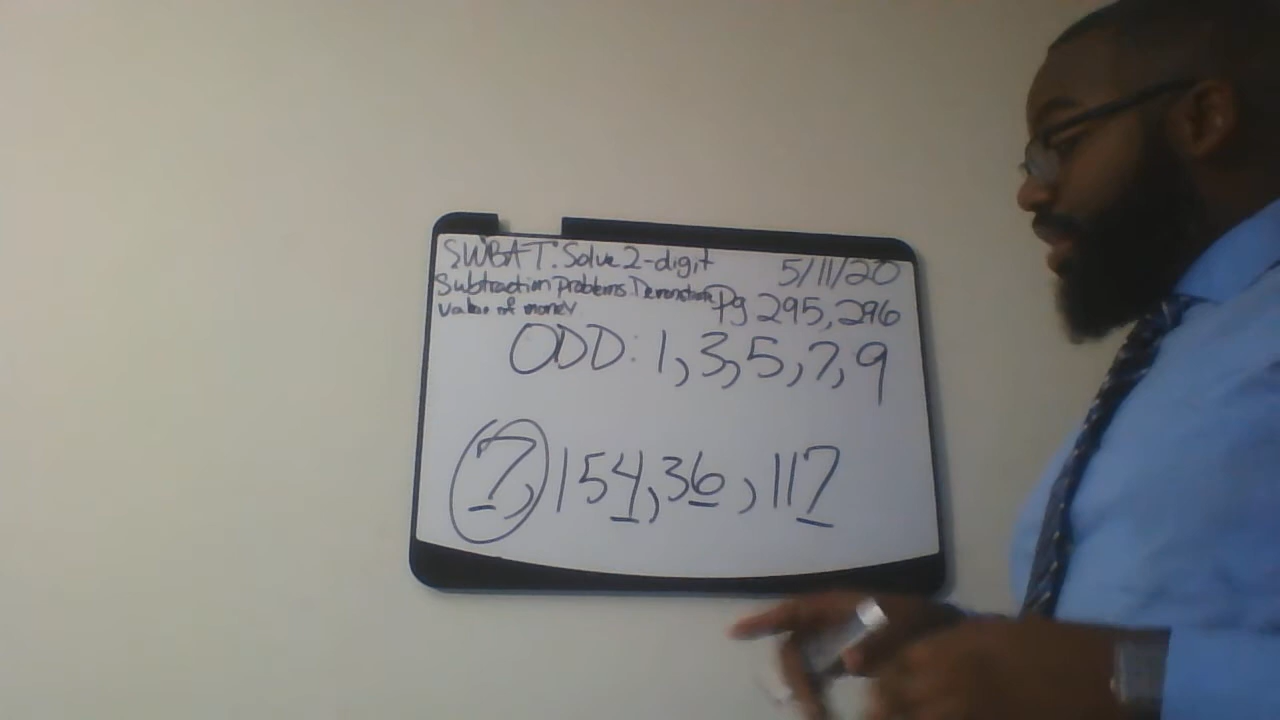 SWBAT: Solve 2-digit
5/11/20
Subtraction Problems. Demonstrate
value of money
Pg 295, 296
ODD: 1, 3, 5, 7, 9
7, 154, 36, 117